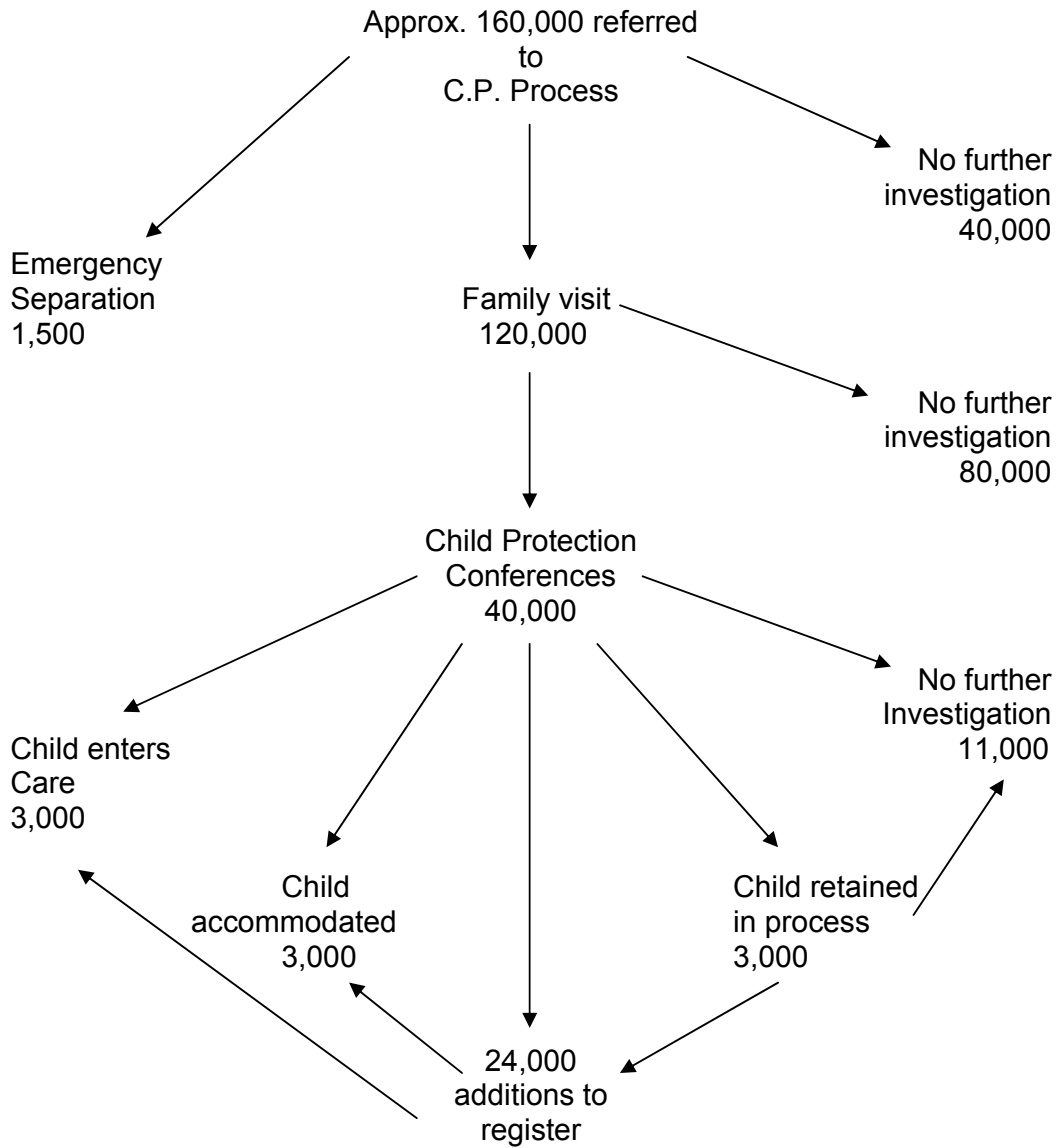 Approx. 160,000 referred
to
C.P. Process
No further
investigation
40,000
Emergency
Separation
1,500
Family visit
120,000
No further
investigation
80,000
Child Protection
Conferences
40,000
No further
Investigation
11,000
Child enters
Care
3,000
Child
accommodated
3,000
Child retained
in process
3,000
24,000
additions to
register